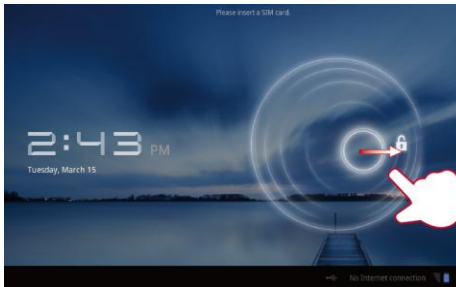 Please insert a SIM card.
2:43 PM
Tuesday, March 15
No Internet connection